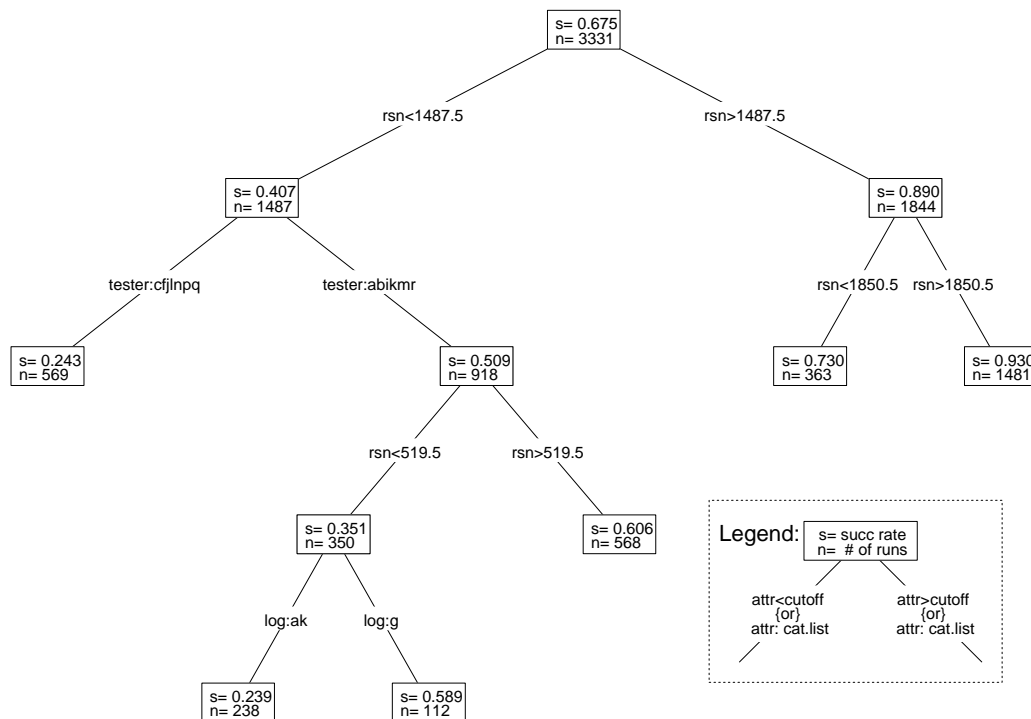 s= 0.675
n= 3331
rsn<1487.5
rsn>1487.5
s= 0.407
n= 1487
s= 0.890
n= 1844
tester:cfjlnpq
tester:abikmr
rsn<1850.5
rsn>1850.5
s= 0.243
n= 569
s= 0.509
n= 918
s= 0.730
n= 363
s= 0.930
n= 1481
rsn<519.5
rsn>519.5
s= 0.351
n= 350
s= 0.606
n= 568
log:ak
log:g
s= 0.239
n= 238
s= 0.589
n= 112
Legend:
s= succ rate
n= # of runs
attr<cutoff
{or}
attr: cat.list
attr>cutoff
{or}
attr: cat.list